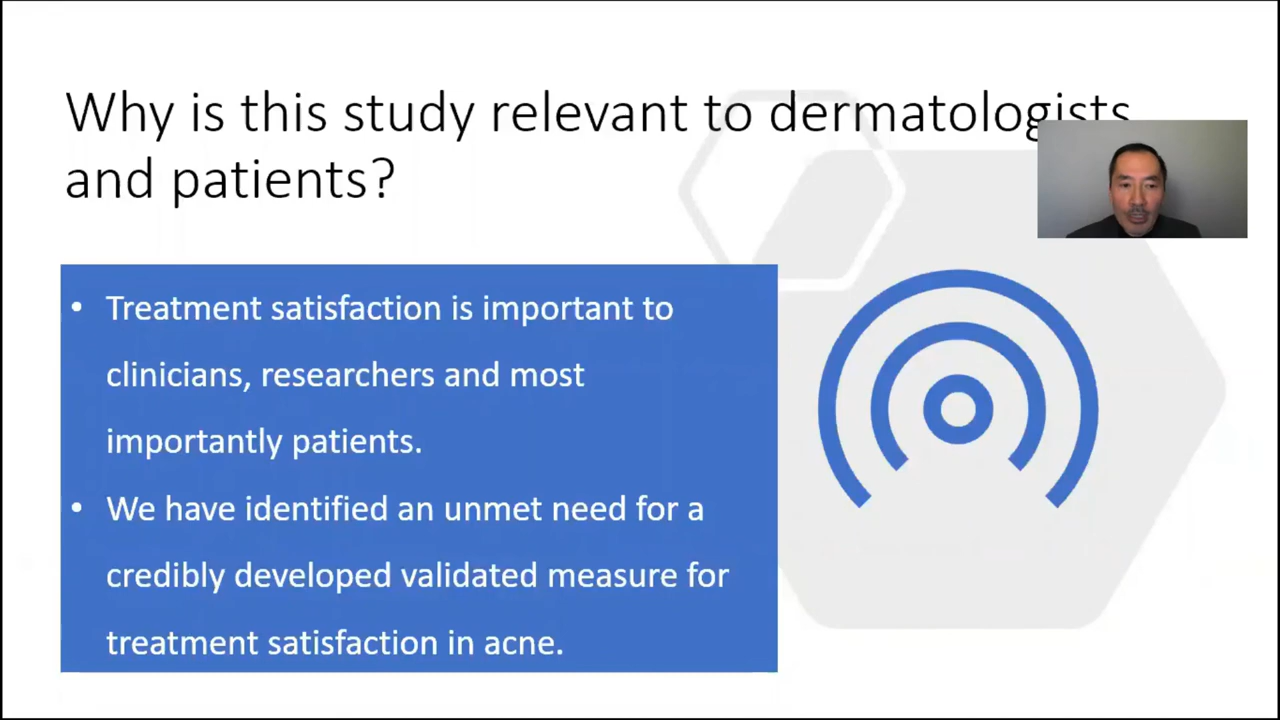 Why is this study relevant to dermatologists
and patients?
• Treatment satisfaction is important to
clinicians, researchers and most
importantly patients.
• We have identified an unmet need for a
credibly developed validated measure for
treatment satisfaction in acne.